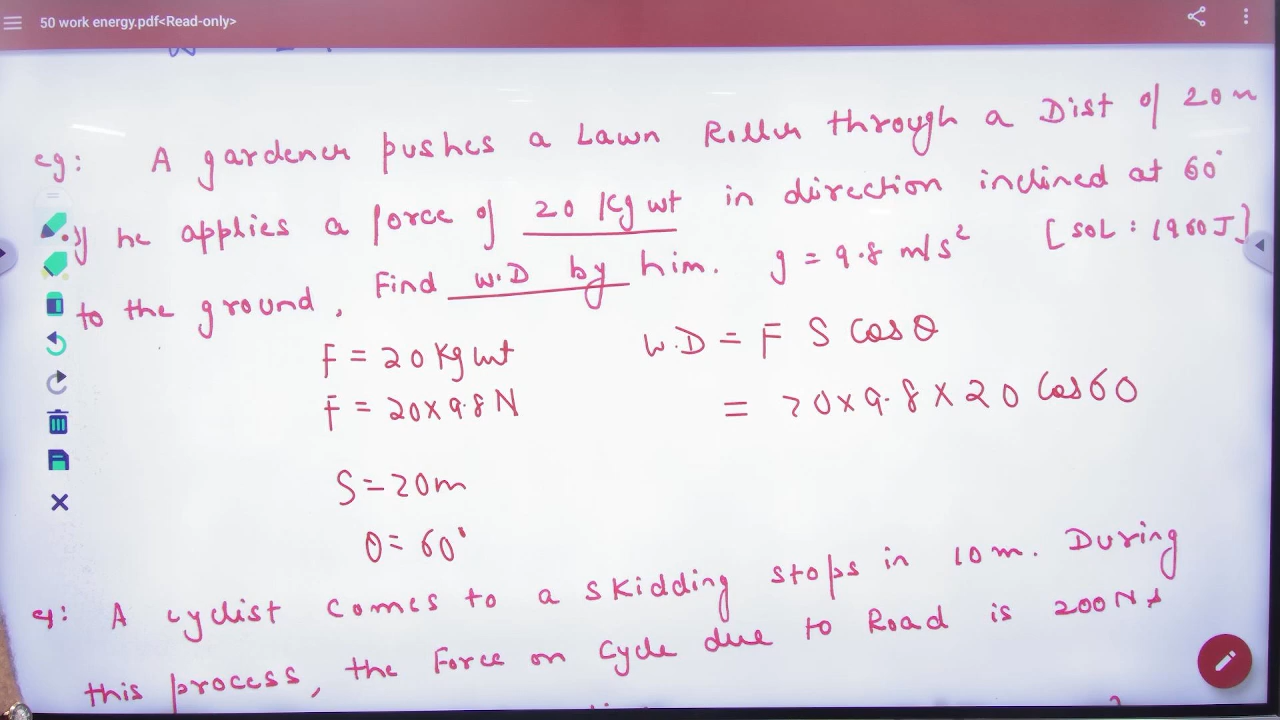 50 work energy.pdf<Read-only>
eg: A gardener pushes a Lawn Roller through a Dist of 20m
if he applies a force of 20 Kg wt in direction inclined at 60°
to the ground, Find W.D by him. g = 9.8 m/s² [SOL: 1960J]
F = 20 Kg wt
W.D = F S Cos θ
F = 20×9.8 N
= 20×9.8×20 Cos 60
S = 20m
θ = 60°
eg: A cyclist comes to a skidding stops in 10m. During
this process, the Force on Cycle due to Road is 200N &